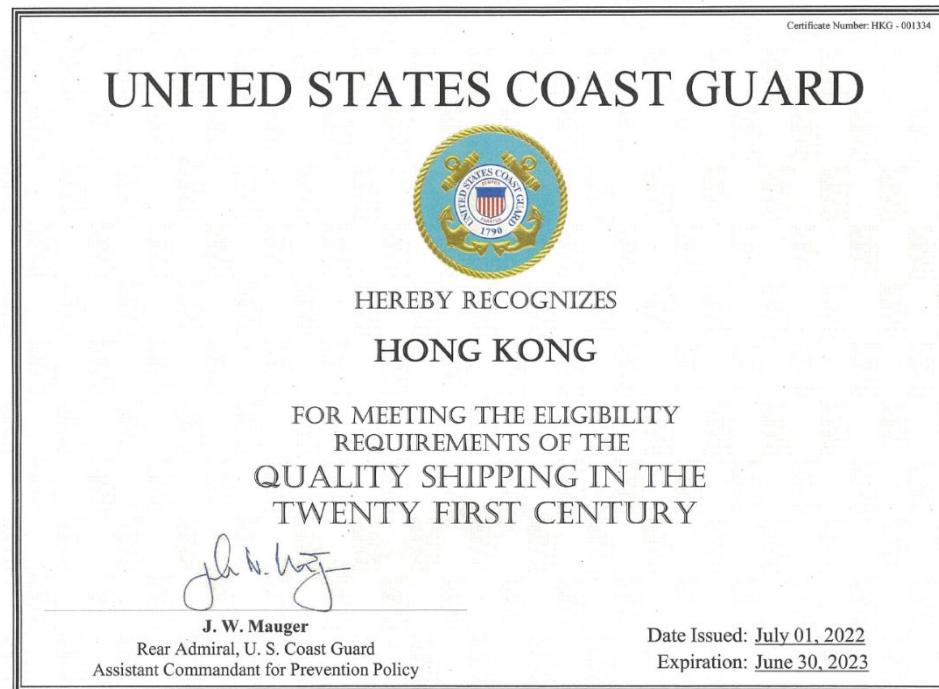 Certificate Number: HKG - 001334
UNITED STATES COAST GUARD
UNITED STATES COAST GUARD
SEMPER
PARATUS
1790
HEREBY RECOGNIZES
HONG KONG
FOR MEETING THE ELIGIBILITY
REQUIREMENTS OF THE
QUALITY SHIPPING IN THE
TWENTY FIRST CENTURY
J. W. Mauger
Rear Admiral, U. S. Coast Guard
Assistant Commandant for Prevention Policy
Date Issued: July 01, 2022
Expiration: June 30, 2023